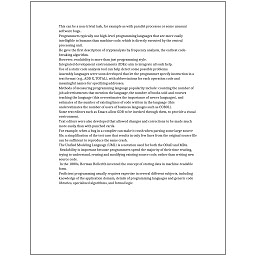 This can be a non-trivial task, for example as with parallel processes or some unusual
software bugs.
Programmers typically use high-level programming languages that are more easily
intelligible to humans than machine code, which is directly executed by the central
processing unit.
He gave the first description of cryptanalysis by frequency analysis, the earliest code-
breaking algorithm.
However, readability is more than just programming style.
Integrated development environments (IDEs) aim to integrate all such help.
Use of a static code analysis tool can help detect some possible problems.
Assembly languages were soon developed that let the programmer specify instruction in a
text format (e.g., ADD X, TOTAL), with abbreviations for each operation code and
meaningful names for specifying addresses.
Methods of measuring programming language popularity include: counting the number of
job advertisements that mention the language, the number of books sold and courses
teaching the language (this overestimates the importance of newer languages), and
estimates of the number of existing lines of code written in the language (this
underestimates the number of users of business languages such as COBOL).
Some text editors such as Emacs allow GDB to be invoked through them, to provide a visual
environment.
Text editors were also developed that allowed changes and corrections to be made much
more easily than with punched cards.
For example, when a bug in a compiler can make it crash when parsing some large source
file, a simplification of the test case that results in only few lines from the original source file
can be sufficient to reproduce the same crash.
The Unified Modeling Language (UML) is a notation used for both the OOAD and MDA.
Readability is important because programmers spend the majority of their time reading,
trying to understand, reusing and modifying existing source code, rather than writing new
source code.
In the 1880s, Herman Hollerith invented the concept of storing data in machine-readable
form.
Proficient programming usually requires expertise in several different subjects, including
knowledge of the application domain, details of programming languages and generic code
libraries, specialized algorithms, and formal logic.